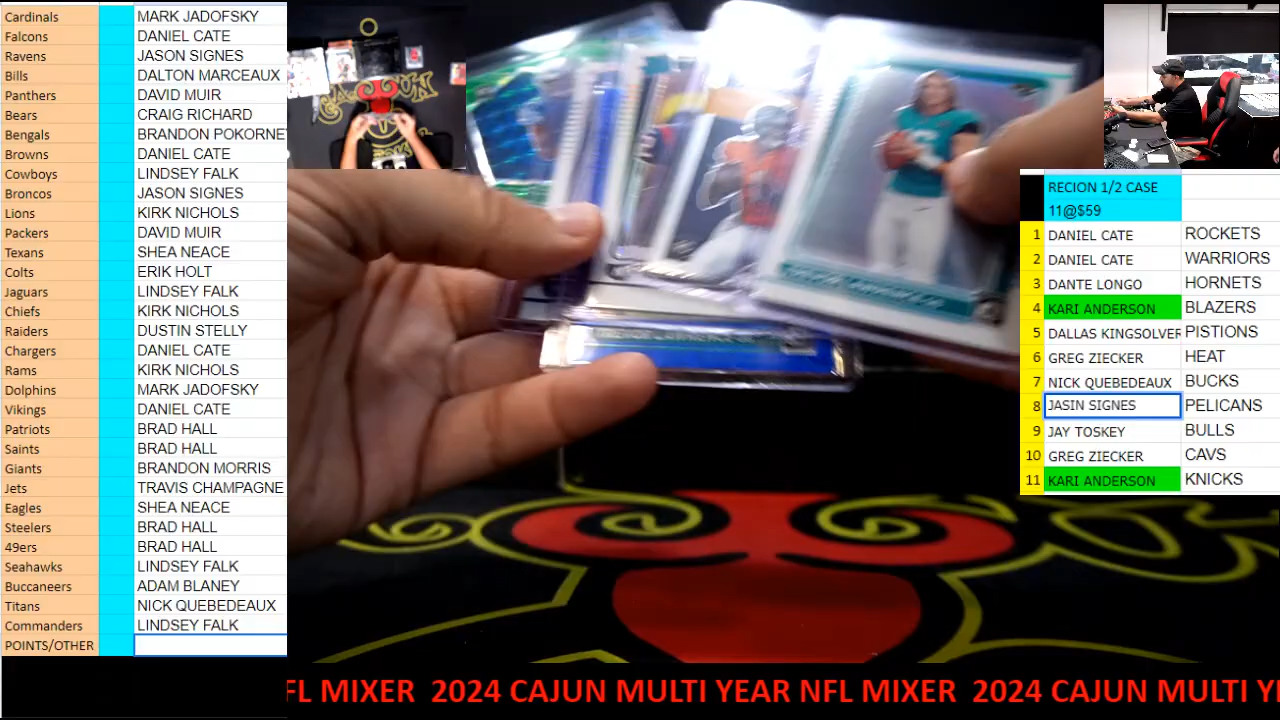 Cardinals MARK JADOFSKY
Falcons DANIEL CATE
Ravens JASON SIGNES
Bills DALTON MARCEAUX
Panthers DAVID MUIR
Bears CRAIG RICHARD
Bengals BRANDON POKORNE
Browns DANIEL CATE
Cowboys LINDSEY FALK
Broncos JASON SIGNES
Lions KIRK NICHOLS
Packers DAVID MUIR
Texans SHEA NEACE
Colts ERIK HOLT
Jaguars LINDSEY FALK
Chiefs KIRK NICHOLS
Raiders DUSTIN STELLY
Chargers DANIEL CATE
Rams KIRK NICHOLS
Dolphins MARK JADOFSKY
Vikings DANIEL CATE
Patriots BRAD HALL
Saints BRAD HALL
Giants BRANDON MORRIS
Jets TRAVIS CHAMPAGNE
Eagles SHEA NEACE
Steelers BRAD HALL
49ers BRAD HALL
Seahawks LINDSEY FALK
Buccaneers ADAM BLANEY
Titans NICK QUEBEDEAUX
Commanders LINDSEY FALK
POINTS/OTHER
RECION 1/2 CASE
11@$59
1 DANIEL CATE ROCKETS
2 DANIEL CATE WARRIORS
3 DANTE LONGO HORNETS
4 KARI ANDERSON BLAZERS
5 DALLAS KINGSOLVER PISTIONS
6 GREG ZIECKER HEAT
7 NICK QUEBEDEAUX BUCKS
8 JASIN SIGNES PELICANS
9 JAY TOSKEY BULLS
10 GREG ZIECKER CAVS
11 KARI ANDERSON KNICKS
FL MIXER 2024 CAJUN MULTI YEAR NFL MIXER 2024 CAJUN MULTI Y